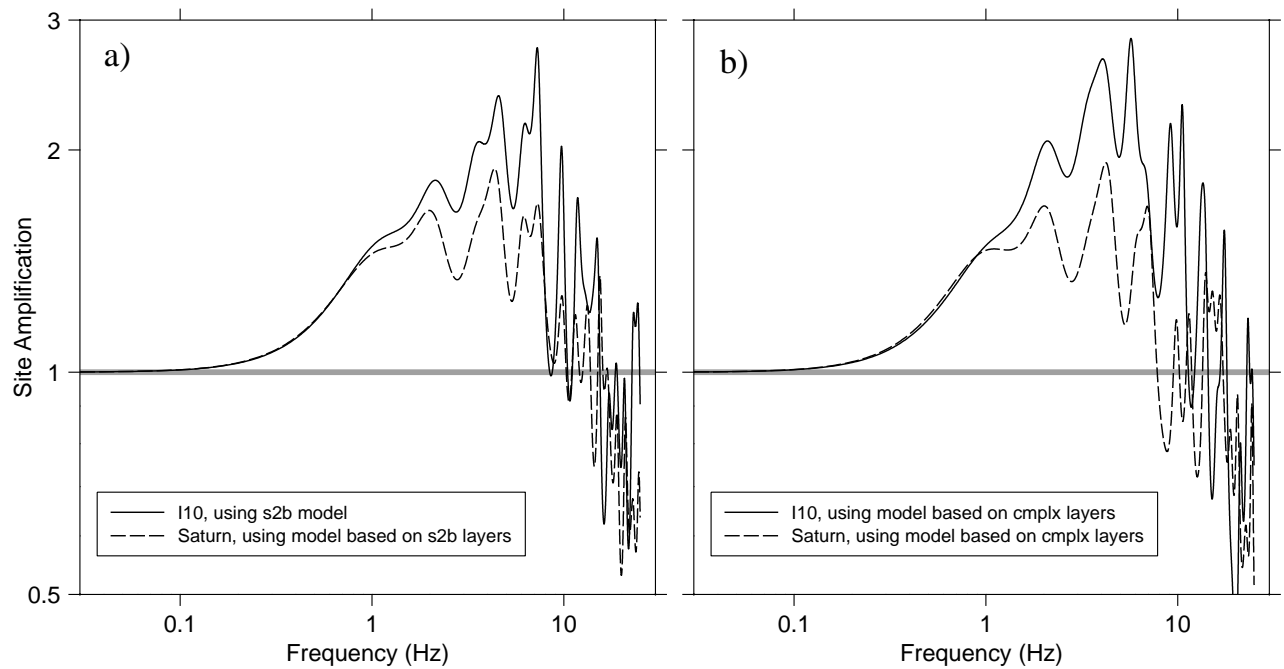 a)
b)
3
2
1
0.5
Site Amplification
I10, using s2b model
Saturn, using model based on s2b layers
I10, using model based on cmplx layers
Saturn, using model based on cmplx layers
0.1 1 10
0.1 1 10
Frequency (Hz)
Frequency (Hz)